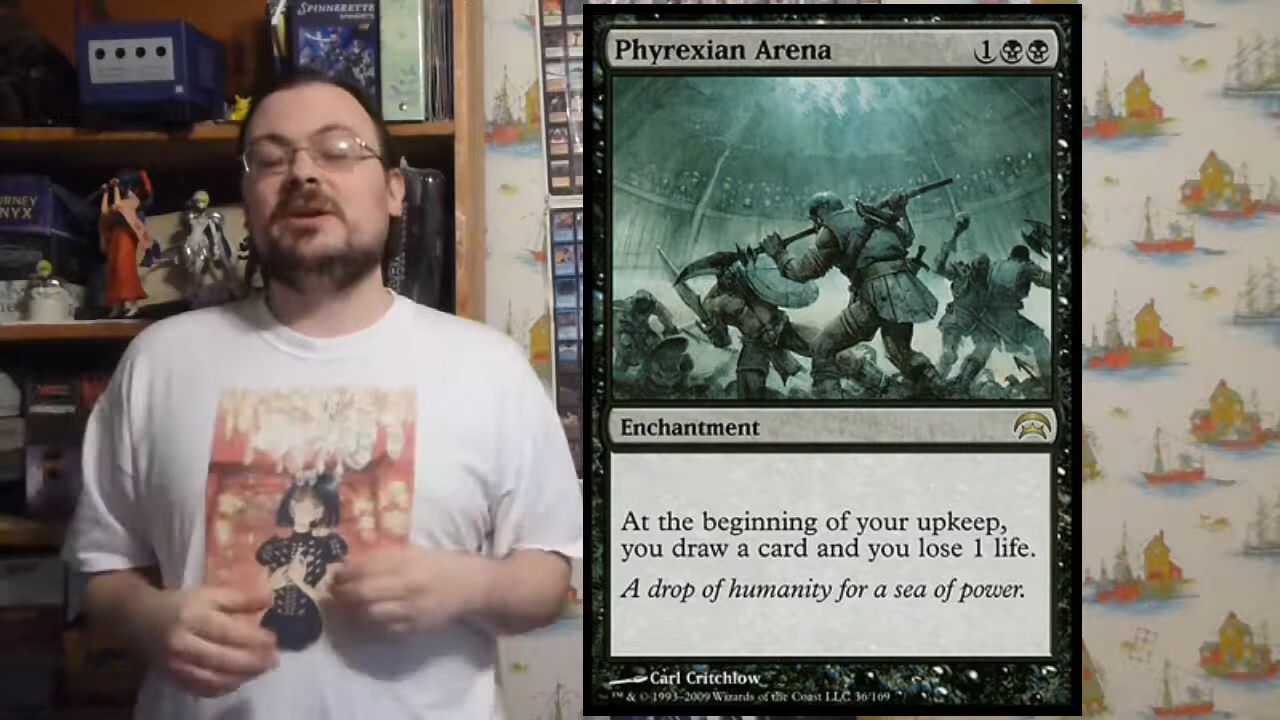 SPINNERETTE
JOURNEY
NYX
Phyrexian Arena 1
Enchantment
At the beginning of your upkeep,
you draw a card and you lose 1 life.
A drop of humanity for a sea of power.
Carl Critchlow
™ & © 1993–2009 Wizards of the Coast LLC 36/169